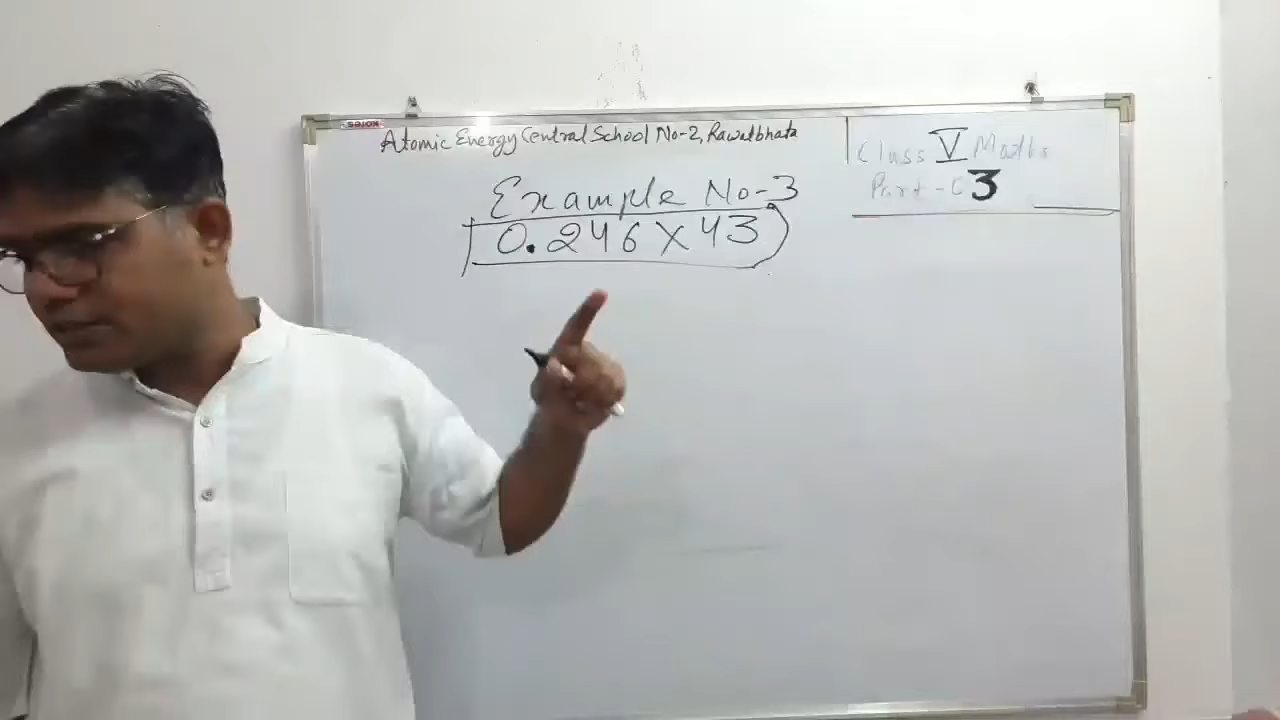 Atomic Energy Central School No-2, Rawatbhata
Class V Maths
Part-C 3
Example No-3
0.246 X 43